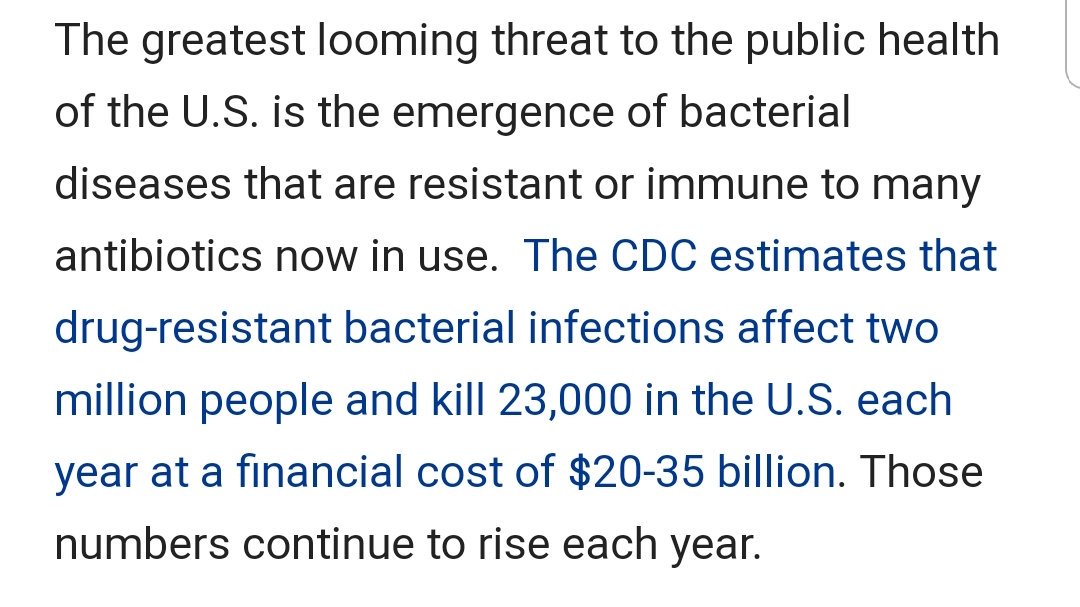 The greatest looming threat to the public health
of the U.S. is the emergence of bacterial
diseases that are resistant or immune to many
antibiotics now in use.  The CDC estimates that
drug-resistant bacterial infections affect two
million people and kill 23,000 in the U.S. each
year at a financial cost of $20-35 billion. Those
numbers continue to rise each year.